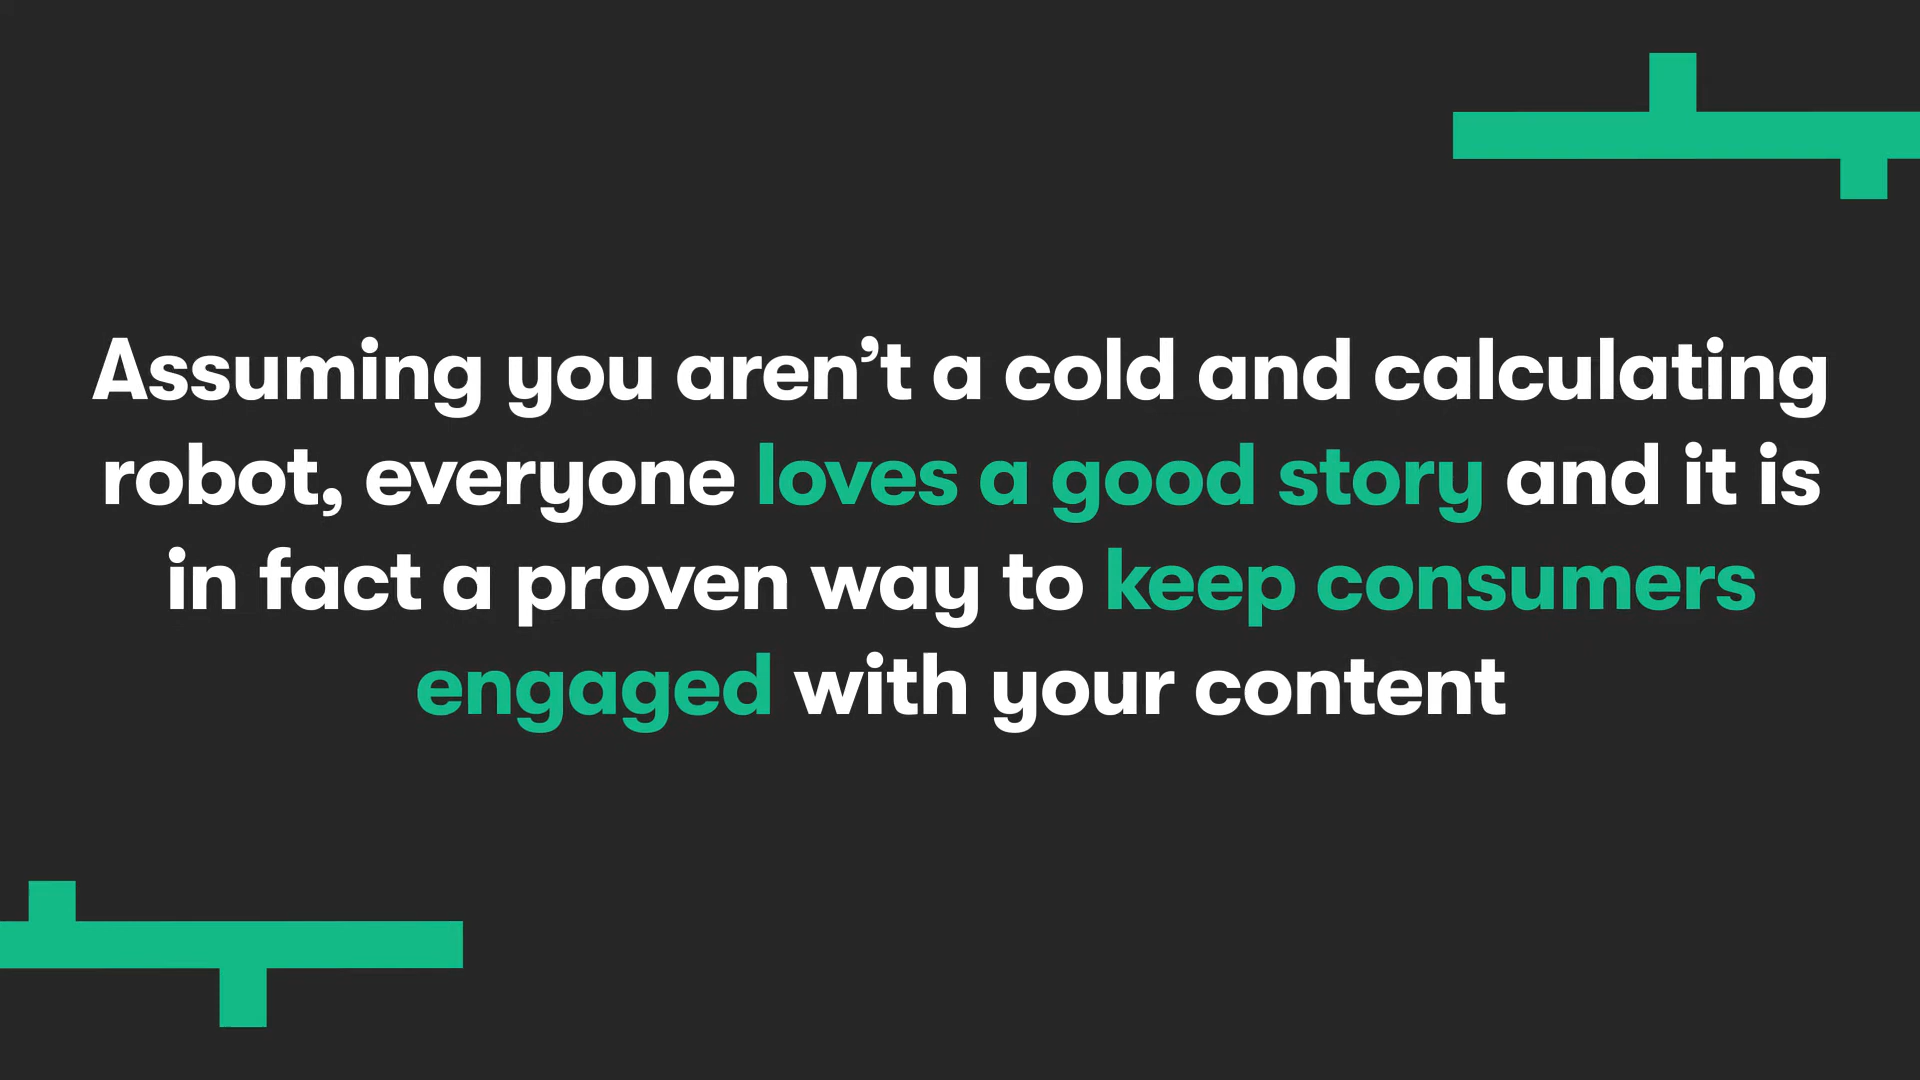 Assuming you aren’t a cold and calculating
robot, everyone loves a good story and it is
in fact a proven way to keep consumers
engaged with your content